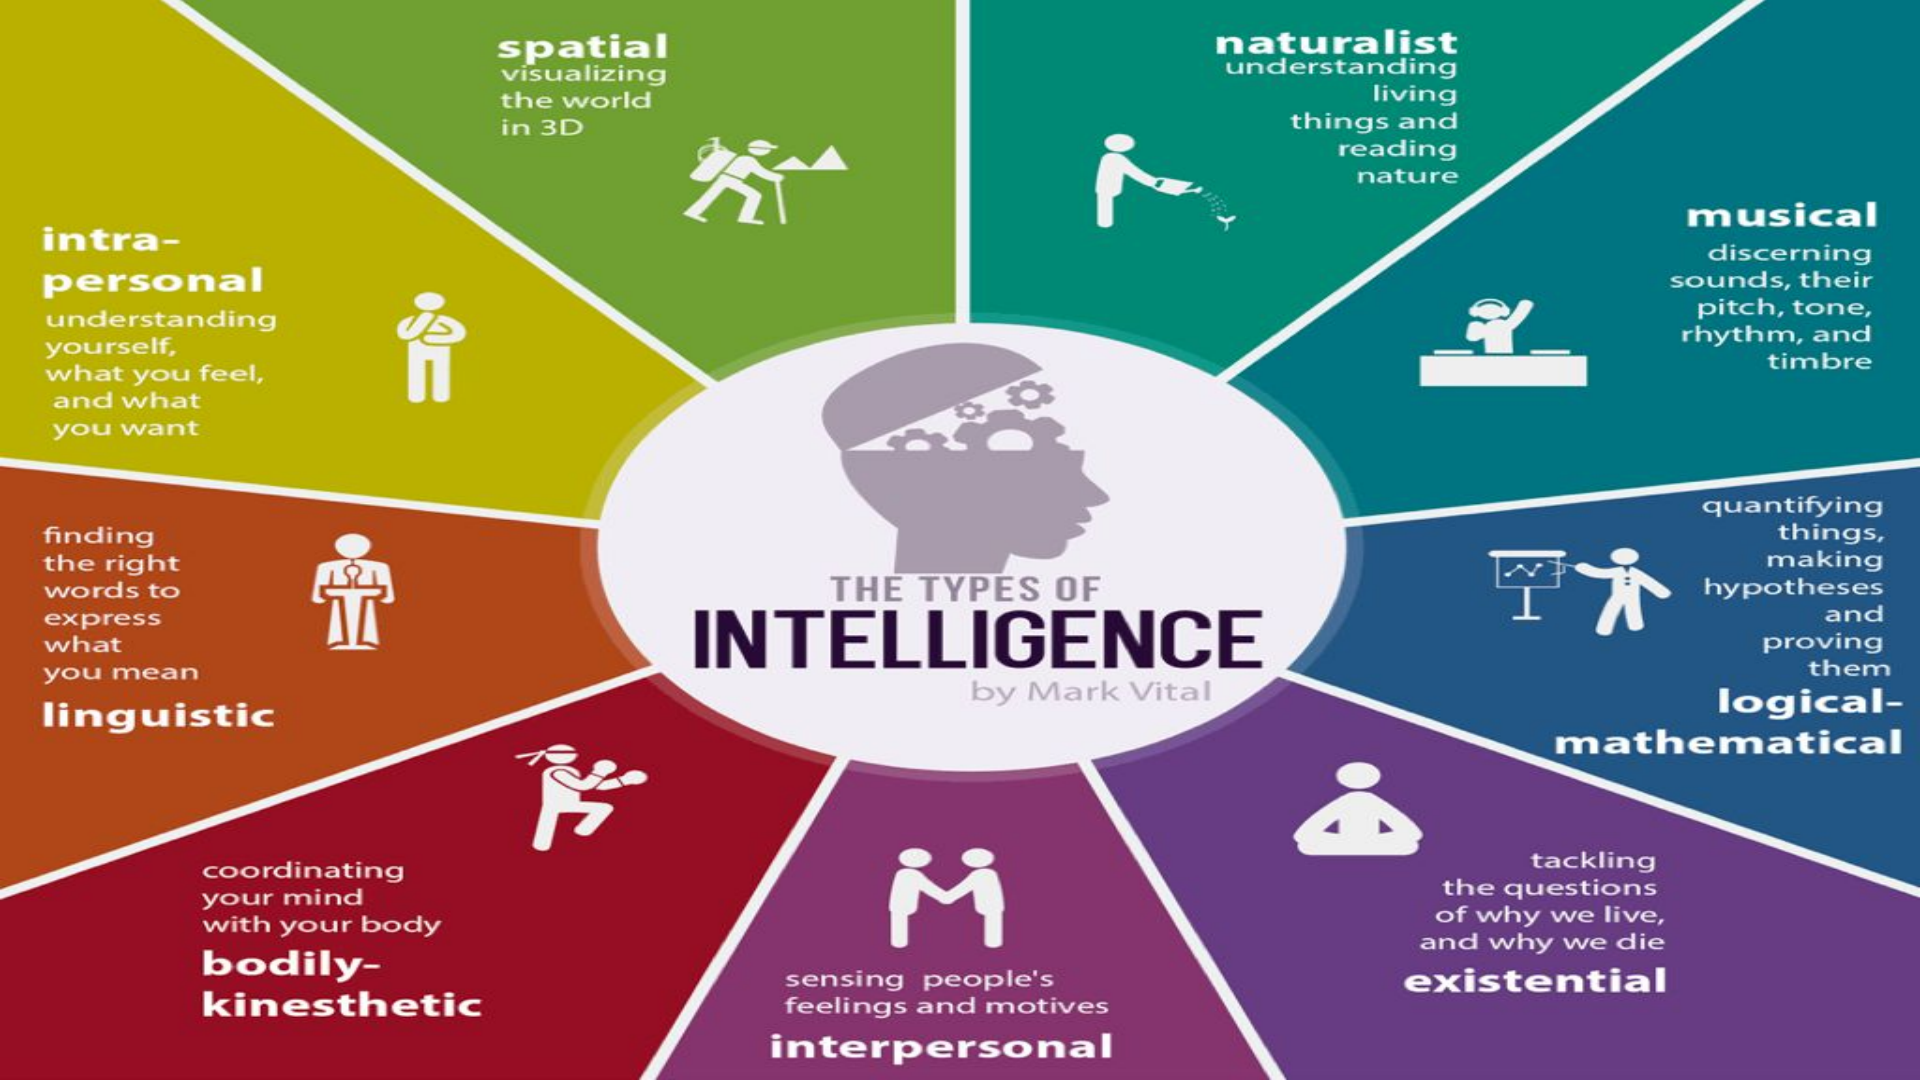 spatial
visualizing
the world
in 3D
naturalist
understanding
living
things and
reading
nature
musical
discerning
sounds, their
pitch, tone,
rhythm, and
timbre
intra-
personal
understanding
yourself,
what you feel,
and what
you want
finding
the right
words to
express
what
you mean
linguistic
THE TYPES OF
INTELLIGENCE
by Mark Vital
quantifying
things,
making
hypotheses
and
proving
them
logical-
mathematical
coordinating
your mind
with your body
bodily-
kinesthetic
sensing people's
feelings and motives
interpersonal
tackling
the questions
of why we live,
and why we die
existential